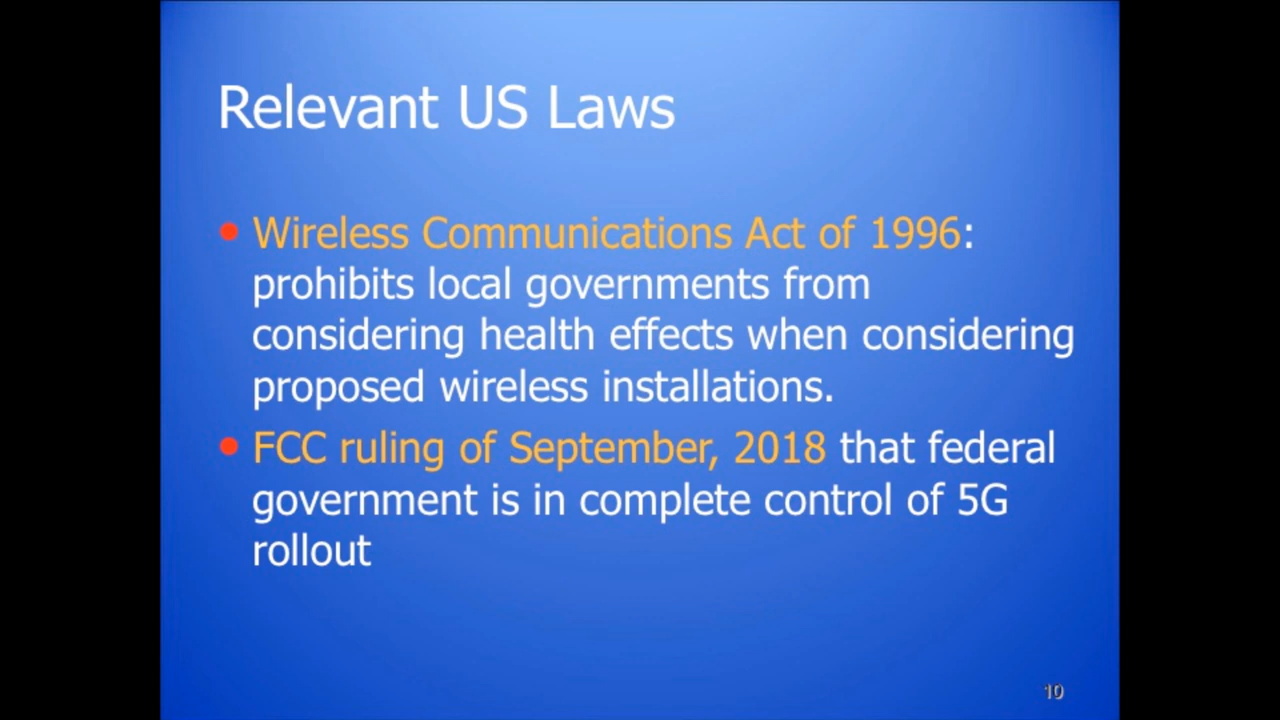 Relevant US Laws
• Wireless Communications Act of 1996:
prohibits local governments from
considering health effects when considering
proposed wireless installations.
• FCC ruling of September, 2018 that federal
government is in complete control of 5G
rollout
10